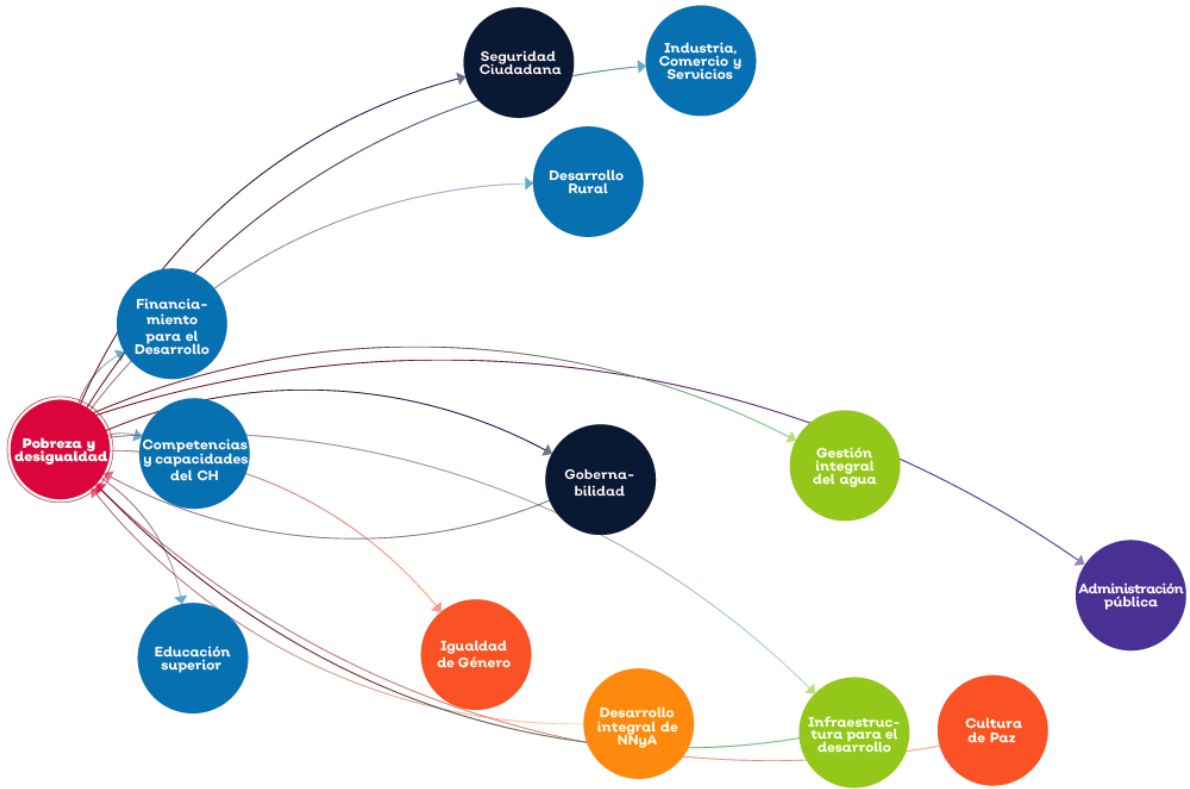 Seguridad
Ciudadana
Industria,
Comercio y
Servicios
Desarrollo
Rural
Financia-
miento
para el
Desarrollo
Pobreza y
desigualdad
Competencias
y capacidades
del CH
Goberna-
bilidad
Gestión
integral
del agua
Administración
pública
Educación
superior
Igualdad
de Género
Desarrollo
integral de
NNyA
Infraestruc-
tura para el
desarrollo
Cultura
de Paz